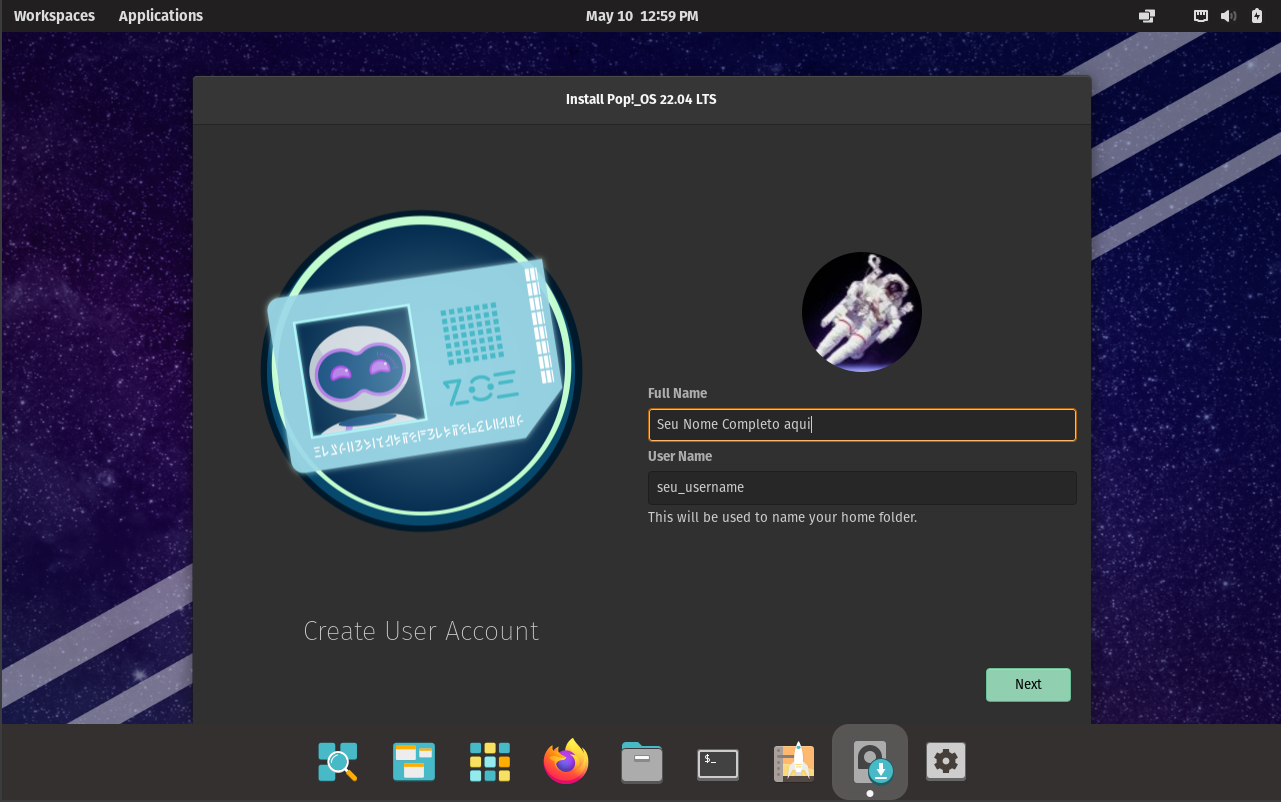 Workspaces Applications May 10 12:59 PM
Install Pop!_OS 22.04 LTS
ZOE
Full Name
Seu Nome Completo aqui
User Name
seu_username
This will be used to name your home folder.
Create User Account
Next
$_